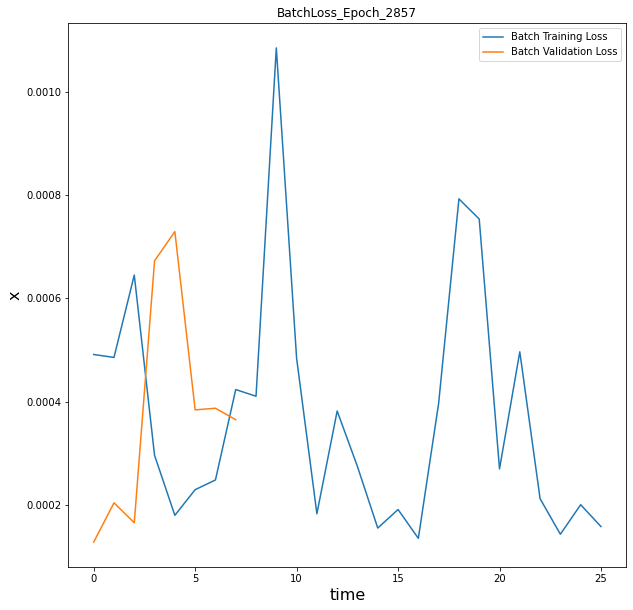 BatchLoss_Epoch_2857
Batch Training Loss
Batch Validation Loss
0.0010
0.0008
0.0006
0.0004
0.0002
x
0 5 10 15 20 25
time